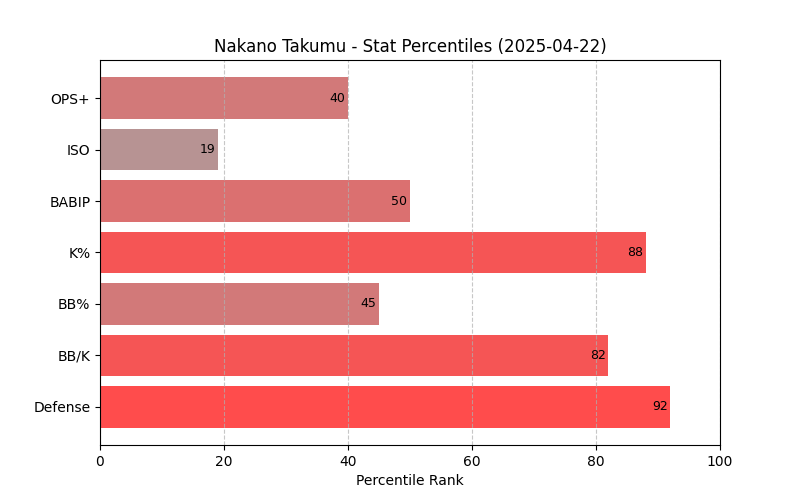 Nakano Takumu - Stat Percentiles (2025-04-22)
OPS+ 40
ISO 19
BABIP 50
K% 88
BB% 45
BB/K 82
Defense 92
0 20 40 60 80 100
Percentile Rank